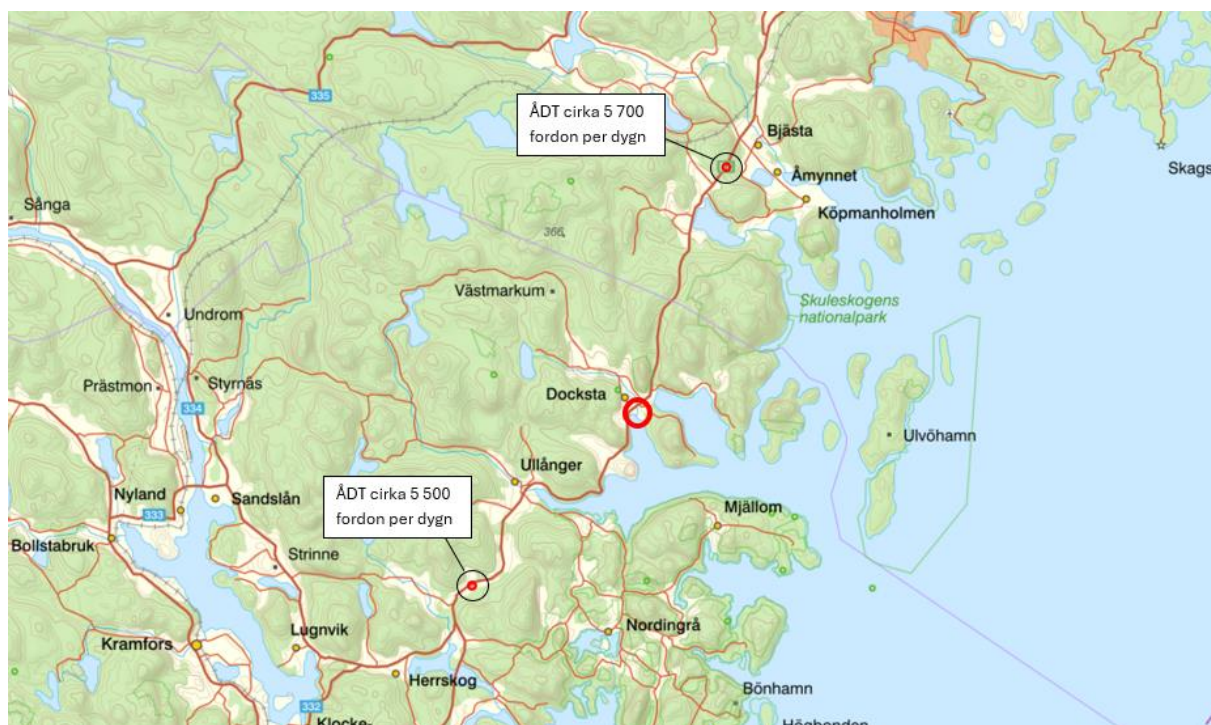 335
ÅDT cirka 5 700
fordon per dygn
Bjästa
Åmynnet
Skags
Sånga
Köpmanholmen
366
Västmarkum
Skuleskogens
nationalpark
Undrom
Prästmon
Styrnäs
Docksta
334
Ulvöhamn
Ullånger
ÅDT cirka 5 500
fordon per dygn
Nyland
Sandslån
Mjällom
333
Bollstabruk
Strinne
Nordingrå
Lugnvik
Kramfors
Herrskog
Bönhamn
332
Klocke-
Högbonden